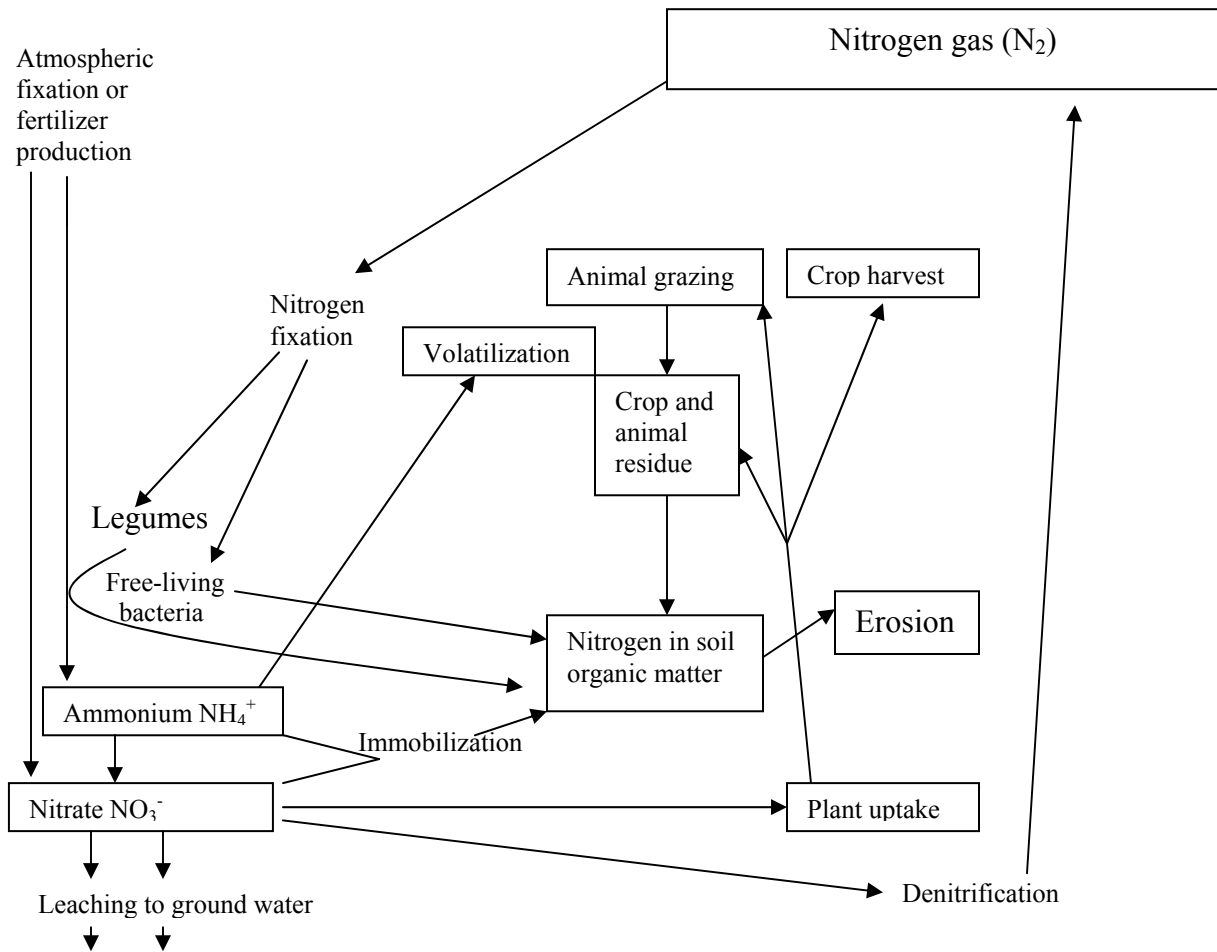 Nitrogen gas (N₂)
Atmospheric
fixation or
fertilizer
production
Animal grazing
Crop harvest
Nitrogen
fixation
Volatilization
Crop and
animal
residue
Legumes
Free-living
bacteria
Nitrogen in soil
organic matter
Erosion
Ammonium NH₄⁺
Immobilization
Nitrate NO₃⁻
Plant uptake
Denitrification
Leaching to ground water